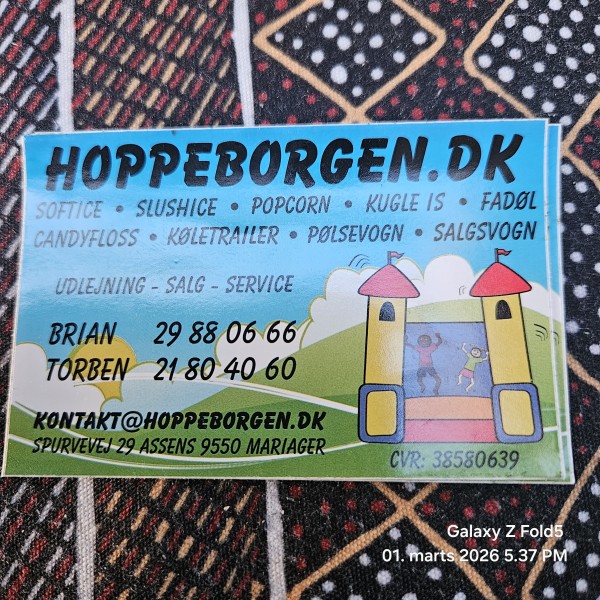 HOPPEBORGEN.DK
SOFTICE • SLUSHICE • POPCORN • KUGLE IS • FADØL
CANDYFLOSS • KØLETRAILER • PØLSEVOGN • SALGSVOGN
UDLEJNING - SALG - SERVICE
BRIAN 29 88 06 66
TORBEN 21 80 40 60
KONTAKT@HOPPEBORGEN.DK
SPURVEVEJ 29 ASSENS 9550 MARIAGER
CVR: 38580639
Galaxy Z Fold5
01. marts 2026 5.37 PM